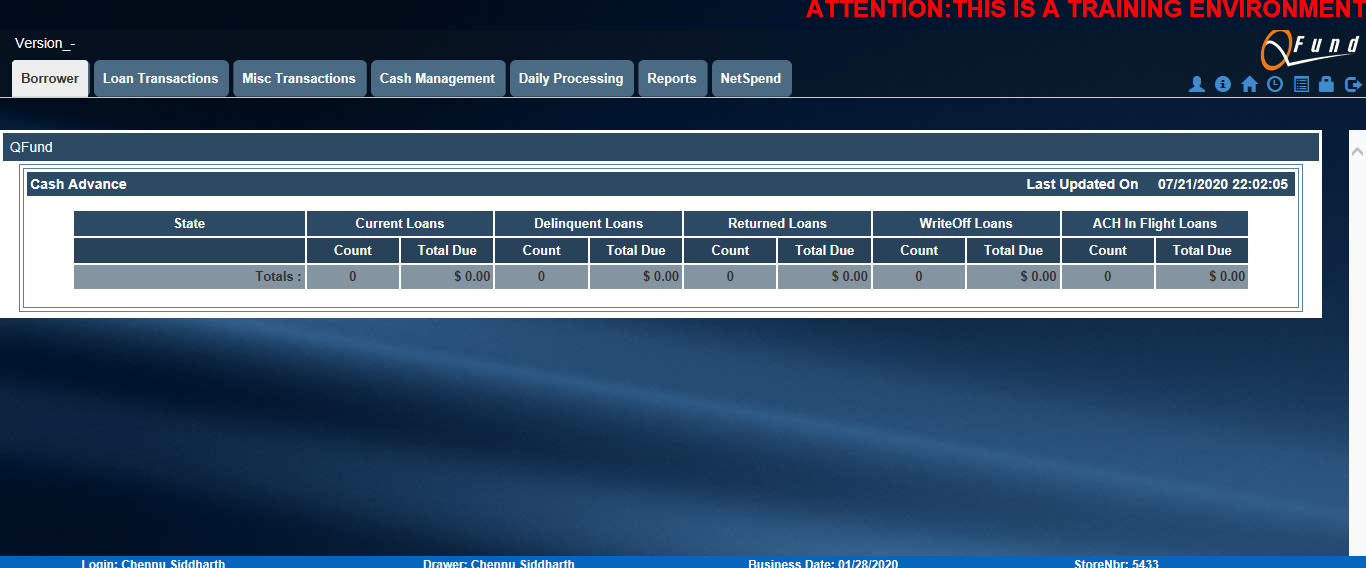 ATTENTION:THIS IS A TRAINING ENVIRONMENT
Version_-
QFund
Borrower Loan Transactions Misc Transactions Cash Management Daily Processing Reports NetSpend
QFund
Cash Advance Last Updated On 07/21/2020 22:02:05
State Current Loans Delinquent Loans Returned Loans WriteOff Loans ACH In Flight Loans
Count Total Due Count Total Due Count Total Due Count Total Due Count Total Due
Totals : 0 $ 0.00 0 $ 0.00 0 $ 0.00 0 $ 0.00 0 $ 0.00
Login: Chennu Siddharth Drawer: Chennu Siddharth Business Date: 01/28/2020 StoreNbr: 5433